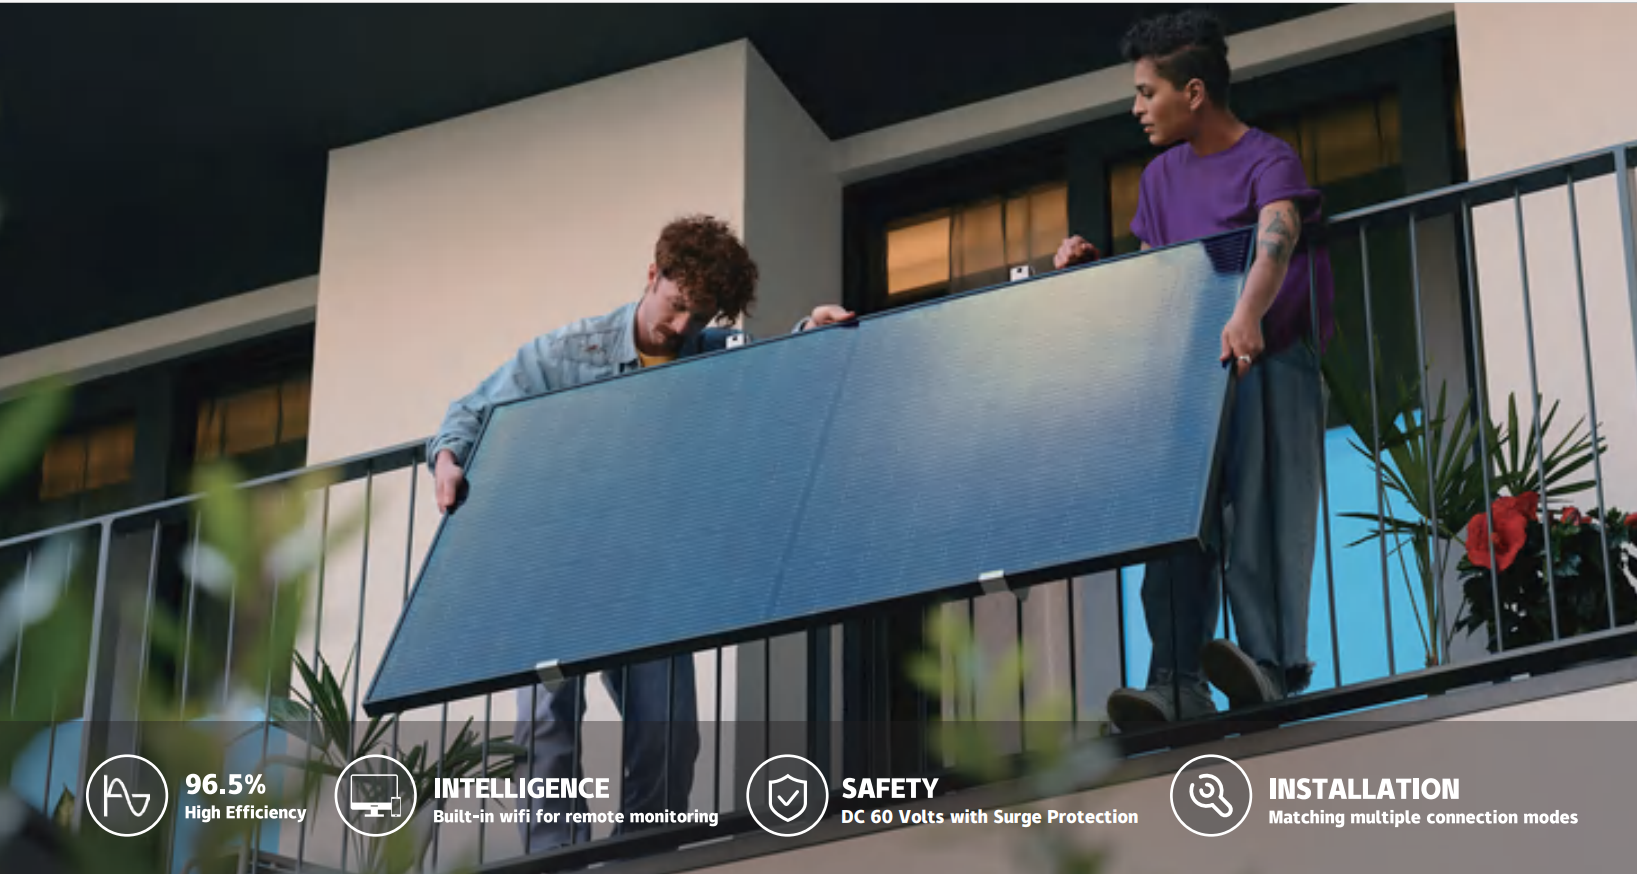 96.5%
High Efficiency
INTELLIGENCE
Built-in wifi for remote monitoring
SAFETY
DC 60 Volts with Surge Protection
INSTALLATION
Matching multiple connection modes